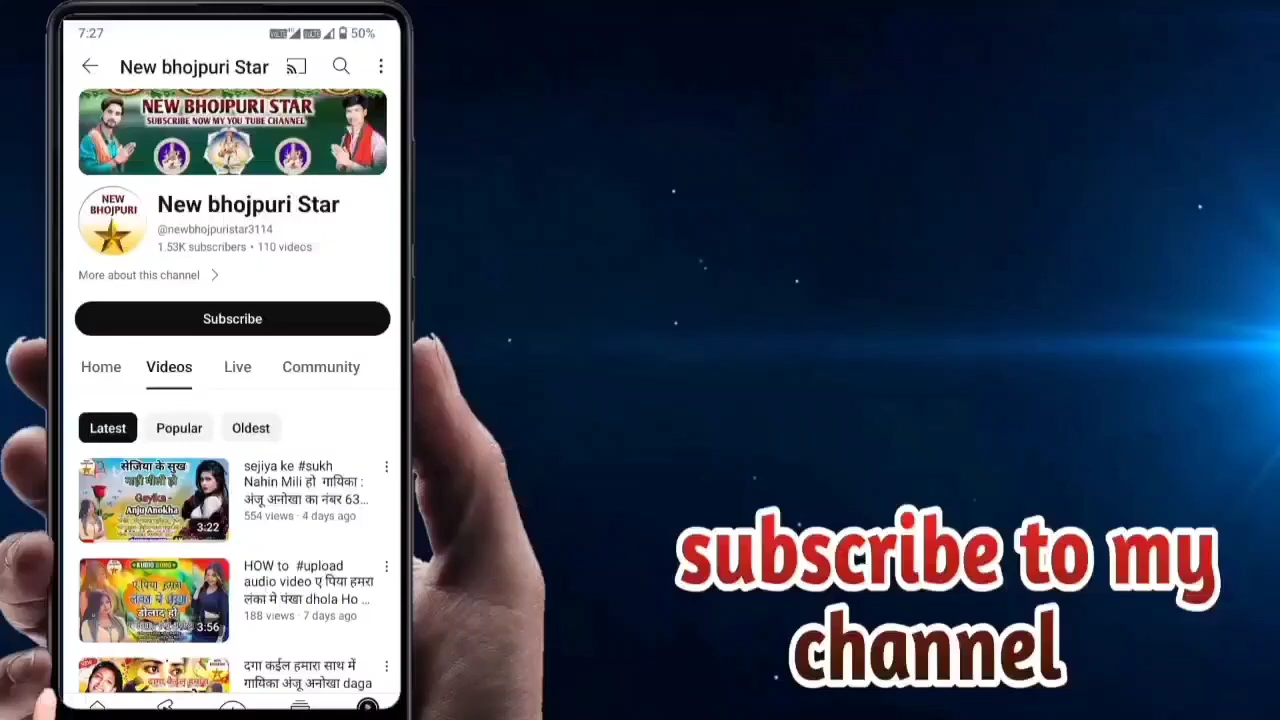 7:27
50%
New bhojpuri Star
NEW BHOJPURI STAR
SUBSCRIBE NOW MY YOU TUBE CHANNEL
NEW
BHOJPURI
New bhojpuri Star
@newbhojpuristar3114
1.53K subscribers • 110 videos
More about this channel
Subscribe
Home Videos Live Community
Latest Popular Oldest
सेजिया के सुख
नाही मीली हो
Gayika -
Anju Anokha
3:22
sejiya ke #sukh
Nahin Mili हो गायिका :
अंजू अनोखा का नंबर 63...
554 views · 4 days ago
ए पिया हमरा
3:56
HOW to #upload
audio video ए पिया हमरा
लंका मे पंखा dhola Ho ...
188 views · 7 days ago
दगा कईल हमारा साथ में
गायिका अंजू अनोखा daga
subscribe to my
channel